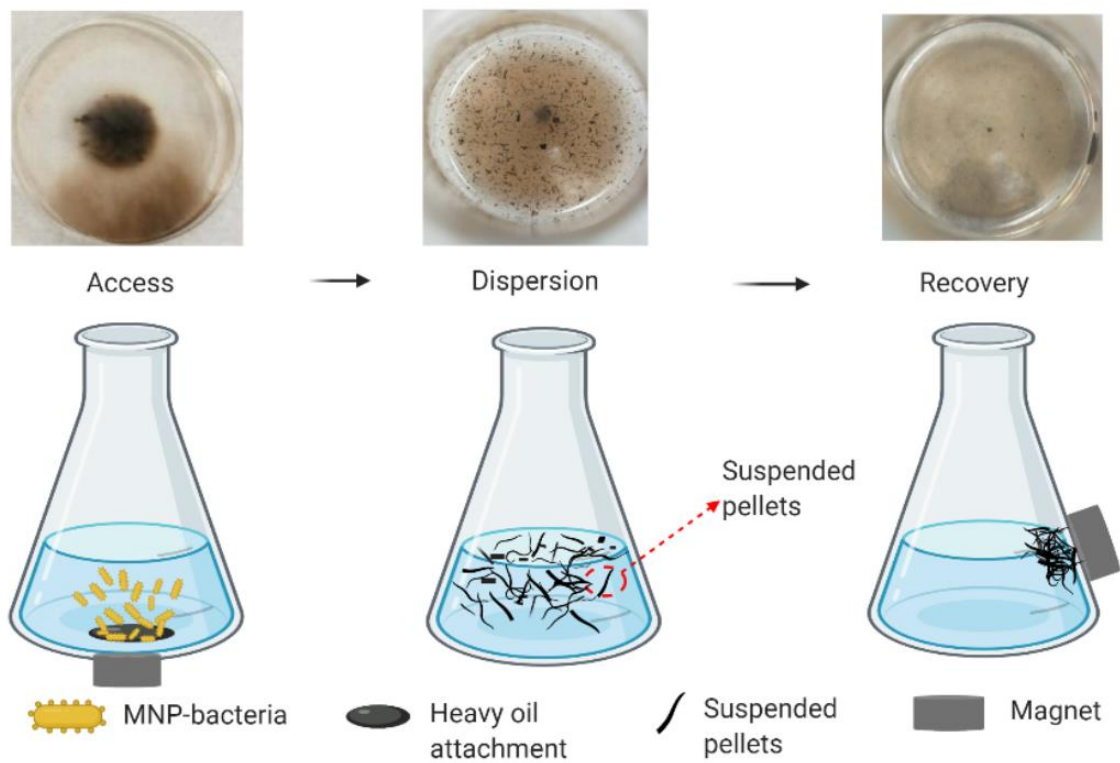 Access
Dispersion
Recovery
Suspended
pellets
MNP-bacteria
Heavy oil
attachment
Suspended
pellets
Magnet